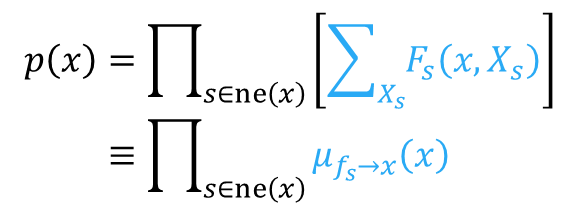 p(x) = ∏_{s∈ne(x)} [∑_{X_s} F_s(x, X_s)]
≡ ∏_{s∈ne(x)} μ_{f_s→x}(x)